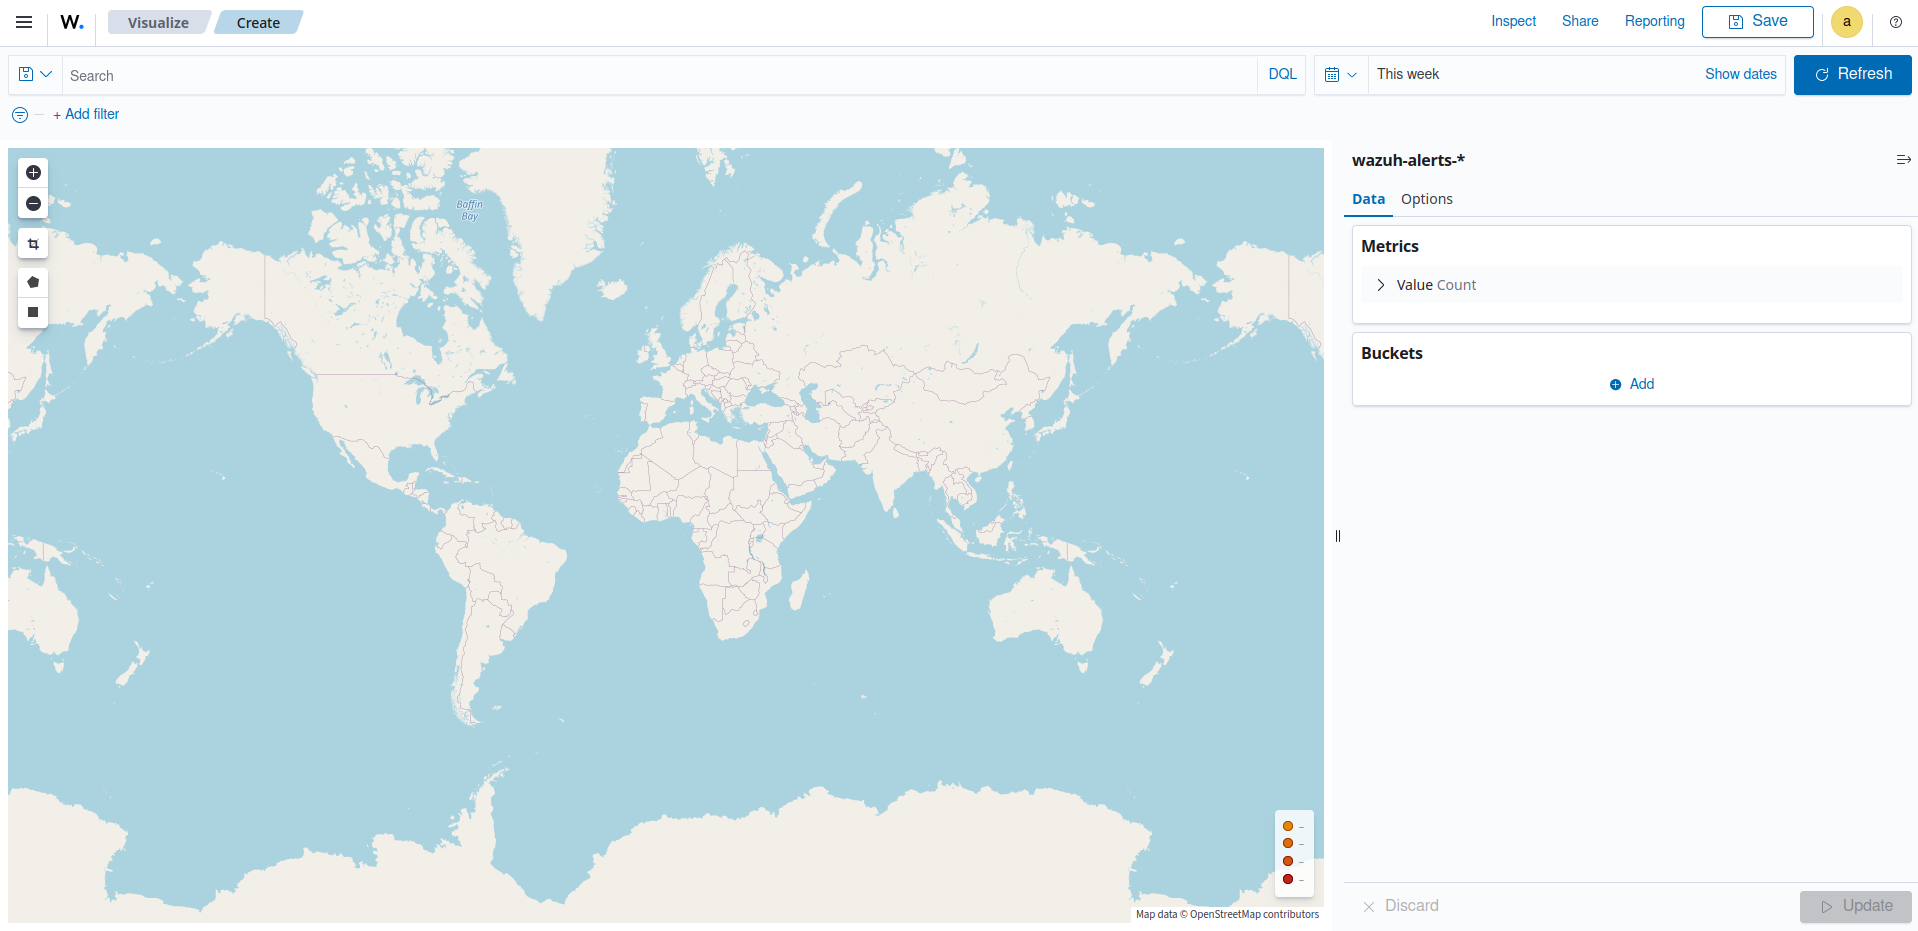 W.
Visualize
Create
Inspect
Share
Reporting
Save
a
Search
DQL
This week
Show dates
Refresh
+ Add filter
Baffin
Bay
wazuh-alerts-*
Data
Options
Metrics
Value Count
Buckets
Add
–
–
–
–
Map data © OpenStreetMap contributors
Discard
Update